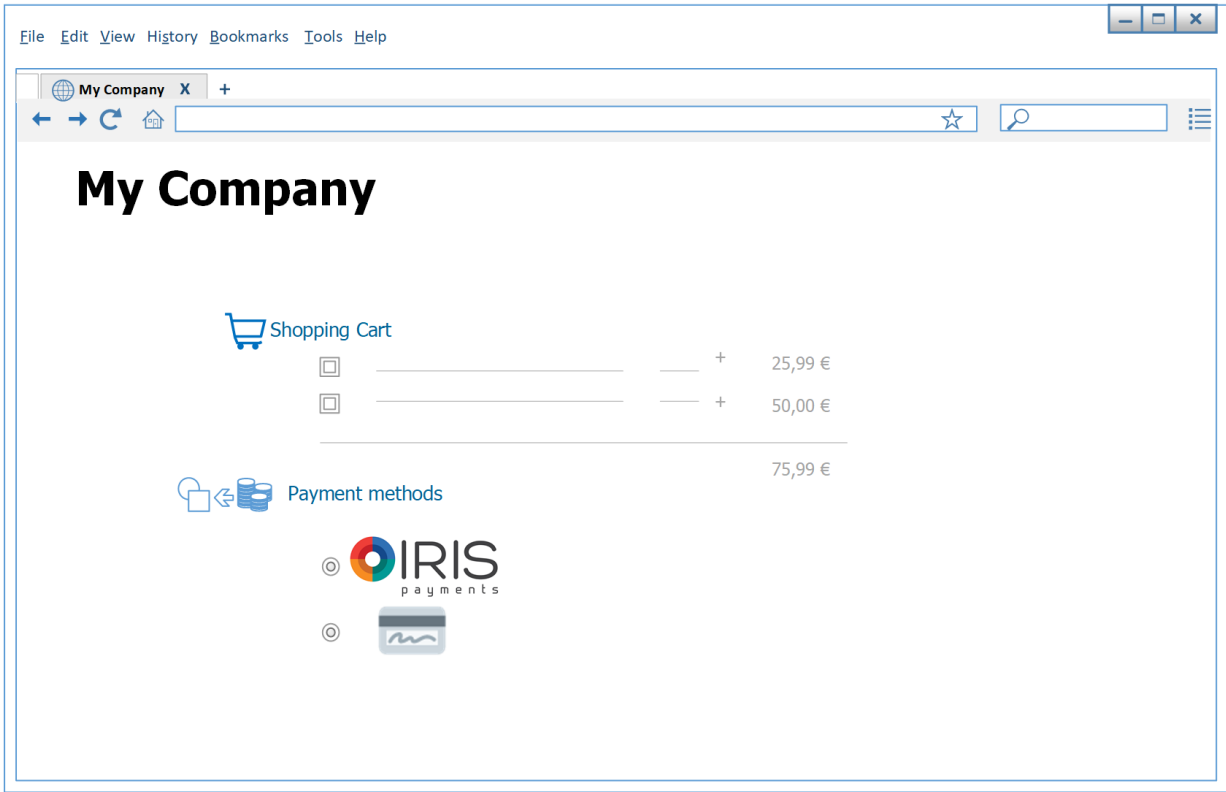 File Edit View History Bookmarks Tools Help
My Company X +
My Company
Shopping Cart
+ 25,99 €
+ 50,00 €
75,99 €
Payment methods
IRIS
payments